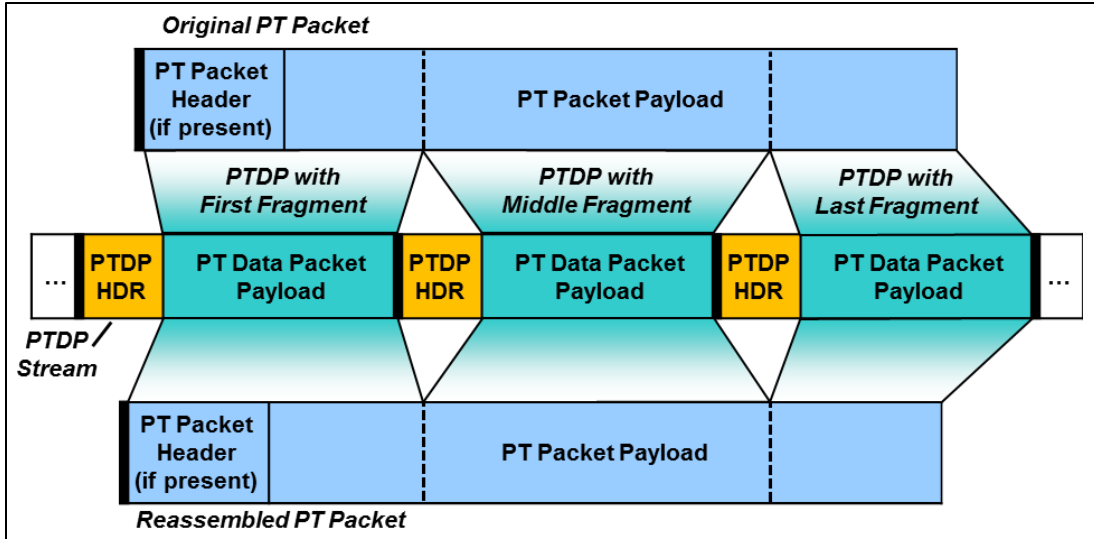 Original PT Packet
PT Packet
Header
(if present)
PT Packet Payload
PTDP with
First Fragment
PTDP with
Middle Fragment
PTDP with
Last Fragment
...
PTDP
HDR
PT Data Packet
Payload
PTDP
HDR
PT Data Packet
Payload
PTDP
HDR
PT Data Packet
Payload
...
PTDP
Stream
PT Packet
Header
(if present)
PT Packet Payload
Reassembled PT Packet